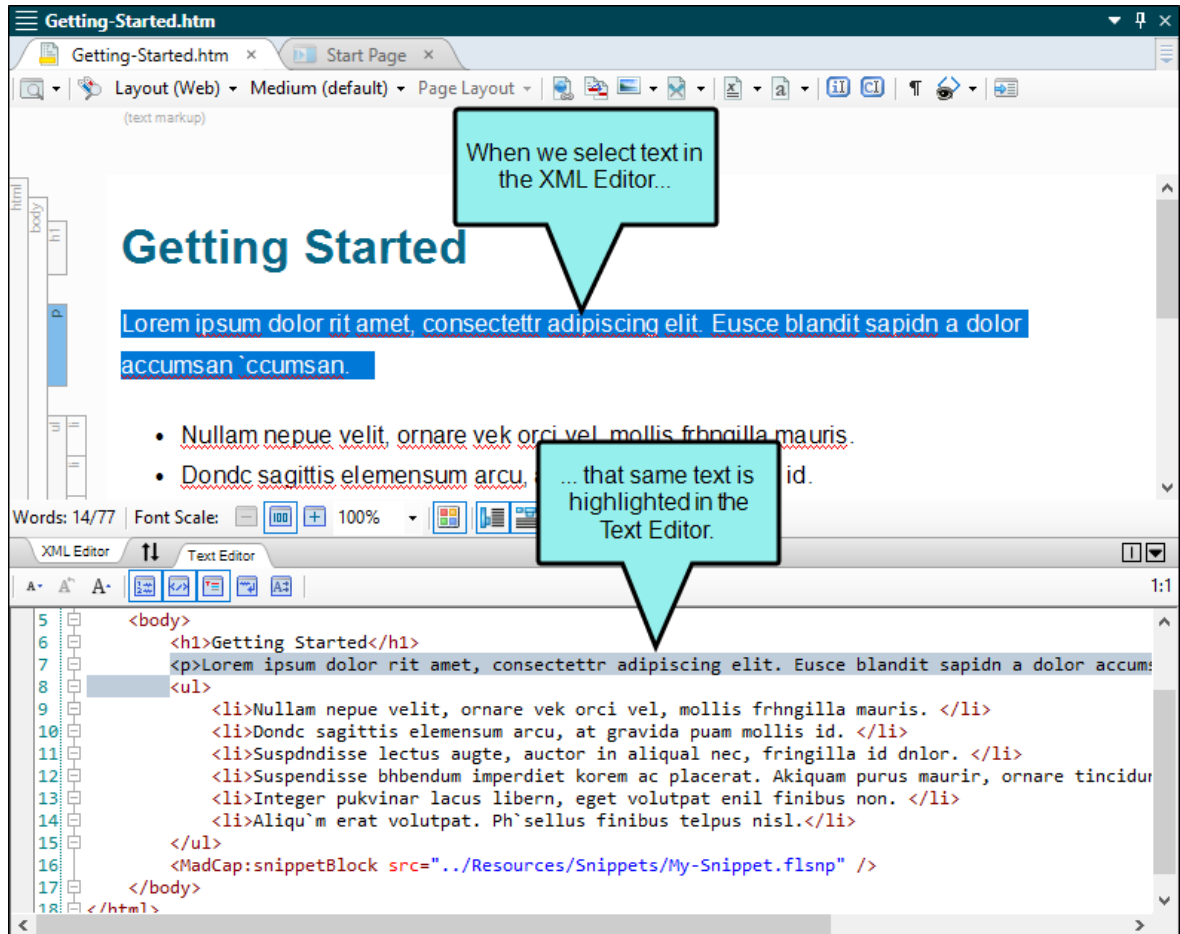 Getting-Started.htm
Getting-Started.htm × Start Page ×
Layout (Web) Medium (default) Page Layout
(text markup)
When we select text in
the XML Editor...
html
body
h1
Getting Started
p
Lorem ipsum dolor rit amet, consectettr adipiscing elit. Eusce blandit sapidn a dolor
accumsan `ccumsan.
ul li
• Nullam nepue velit, ornare vek orci vel, mollis frhngilla mauris.
li
• Dondc sagittis elemensum arcu, id.
... that same text is
highlighted in the
Text Editor.
Words: 14/77 Font Scale: 100%
XML Editor Text Editor
1:1
5 <body>
6 <h1>Getting Started</h1>
7 <p>Lorem ipsum dolor rit amet, consectettr adipiscing elit. Eusce blandit sapidn a dolor accums
8 <ul>
9 <li>Nullam nepue velit, ornare vek orci vel, mollis frhngilla mauris. </li>
10 <li>Dondc sagittis elemensum arcu, at gravida puam mollis id. </li>
11 <li>Suspdndisse lectus augte, auctor in aliqual nec, fringilla id dnlor. </li>
12 <li>Suspendisse bhbendum imperdiet korem ac placerat. Akiquam purus maurir, ornare tincidun
13 <li>Integer pukvinar lacus libern, eget volutpat enil finibus non. </li>
14 <li>Aliqu`m erat volutpat. Ph`sellus finibus telpus nisl.</li>
15 </ul>
16 <MadCap:snippetBlock src="../Resources/Snippets/My-Snippet.flsnp" />
17 </body>
18 </html>